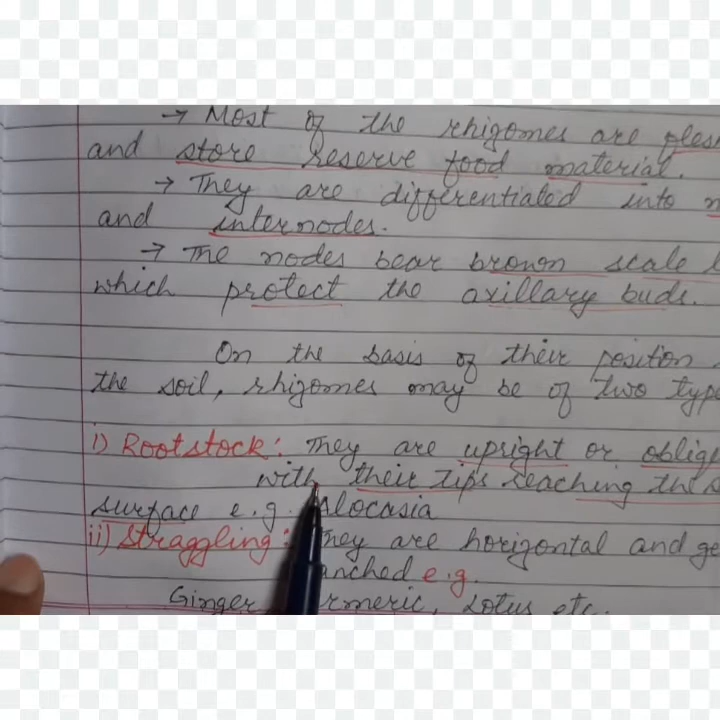 → Most of the rhizomes are
and store reserve food material.
→ They are differentiated into
and internodes.
→ The nodes bear brown scale
which protect the axillary buds.
On the basis of their position
the soil, rhizomes may be of two
i) Rootstock: They are upright or
with their tips reaching the
surface e.g. Alocasia
ii) Straggling: They are horizontal and
e.g.
Ginger, Lotus etc.